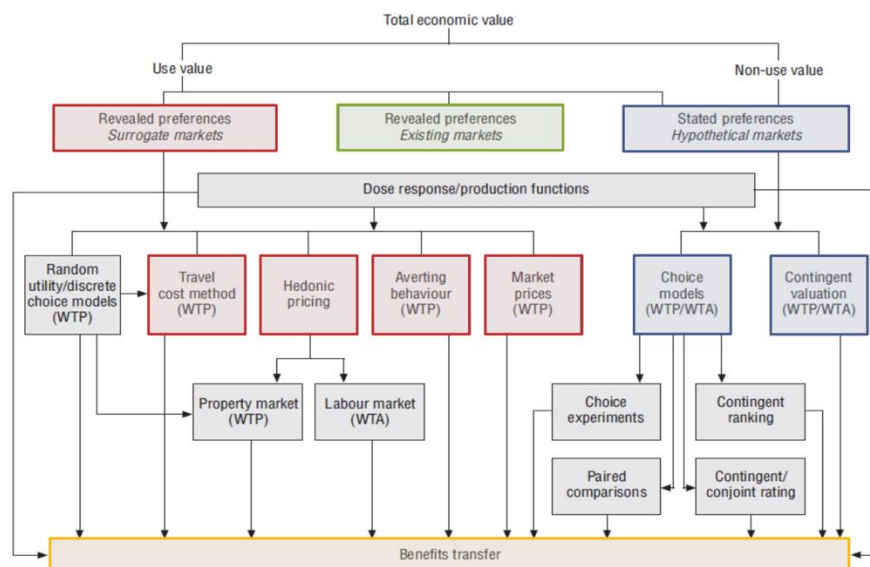 Total economic value
Use value
Non-use value
Revealed preferences
Surrogate markets
Revealed preferences
Existing markets
Stated preferences
Hypothetical markets
Dose response/production functions
Random
utility/discrete
choice models
(WTP)
Travel
cost method
(WTP)
Hedonic
pricing
Averting
behaviour
(WTP)
Market
prices
(WTP)
Choice
models
(WTP/WTA)
Contingent
valuation
(WTP/WTA)
Property market
(WTP)
Labour market
(WTA)
Choice
experiments
Contingent
ranking
Paired
comparisons
Contingent/
conjoint rating
Benefits transfer